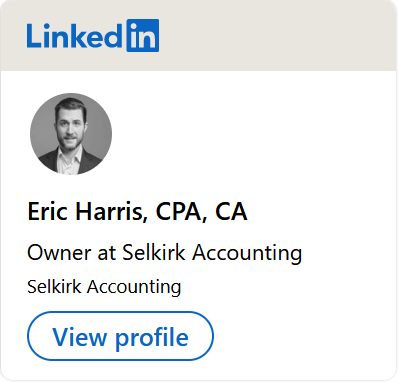 Linkedin
Eric Harris, CPA, CA
Owner at Selkirk Accounting
Selkirk Accounting
View profile